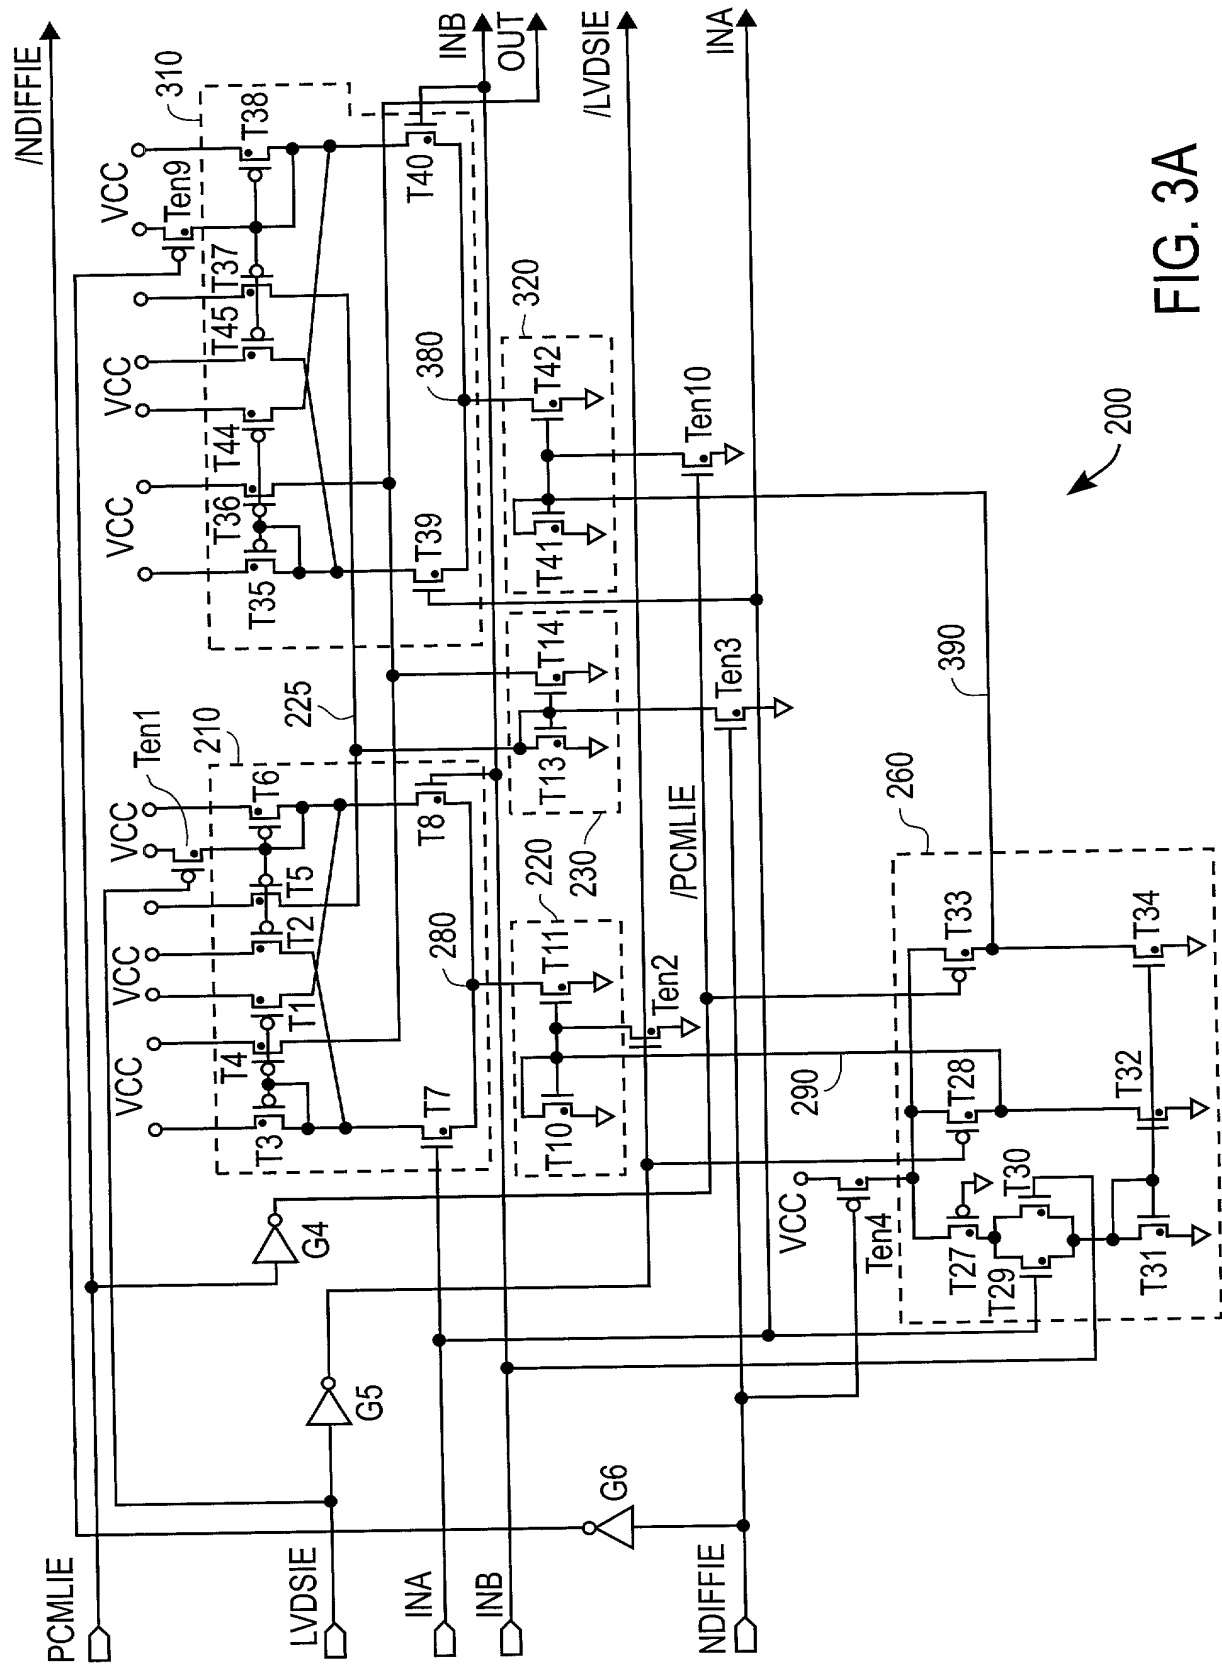 /NDIFFIE
INB
OUT
/LVDSIE
INA
310
VCC
Ten9
T38
T40
T37
T45
VCC
T44
VCC
T36
T35
T39
380
320
T42
T41
Ten10
200
FIG. 3A
225
210
Ten1
VCC
T6
T8
T5
T2
VCC
T1
T4
VCC
T3
T7
280
T14
T13
230
Ten3
220
T11
T10
Ten2
/PCMLIE
290
390
260
T33
T34
T28
T32
VCC
Ten4
T27
T30
T29
T31
G4
G5
G6
PCMLIE
LVDSIE
INA
INB
NDIFFIE